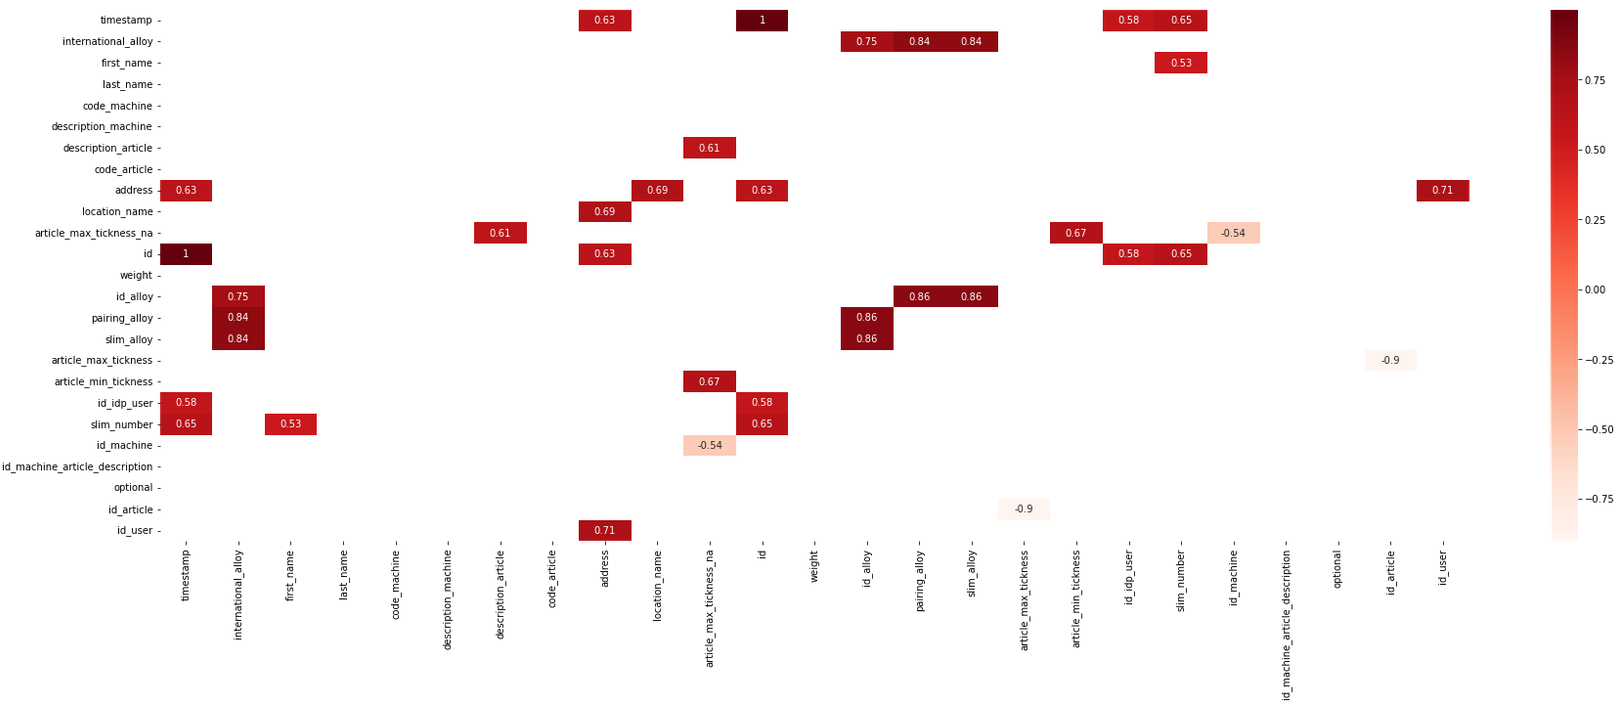 timestamp 0.63 1 0.58 0.65
international_alloy 0.75 0.84 0.84
first_name 0.53
last_name
code_machine
description_machine
description_article 0.61
code_article
address 0.63 0.69 0.63 0.71
location_name 0.69
article_max_tickness_na 0.61 0.67 -0.54
id 1 0.63 0.58 0.65
weight
id_alloy 0.75 0.86 0.86
pairing_alloy 0.84 0.86
slim_alloy 0.84 0.86
article_max_tickness -0.9
article_min_tickness 0.67
id_idp_user 0.58 0.58
slim_number 0.65 0.53 0.65
id_machine -0.54
id_machine_article_description
optional
id_article -0.9
id_user 0.71
timestamp
international_alloy
first_name
last_name
code_machine
description_machine
description_article
code_article
address
location_name
article_max_tickness_na
id
weight
id_alloy
pairing_alloy
slim_alloy
article_max_tickness
article_min_tickness
id_idp_user
slim_number
id_machine
id_machine_article_description
optional
id_article
id_user
0.75
0.50
0.25
0.00
−0.25
−0.50
−0.75